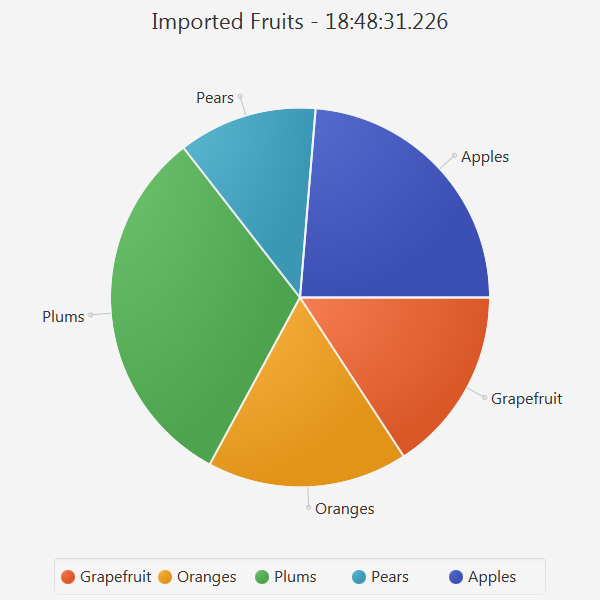 Imported Fruits - 18:48:31.226
Pears
Apples
Plums
Grapefruit
Oranges
Grapefruit Oranges Plums Pears Apples